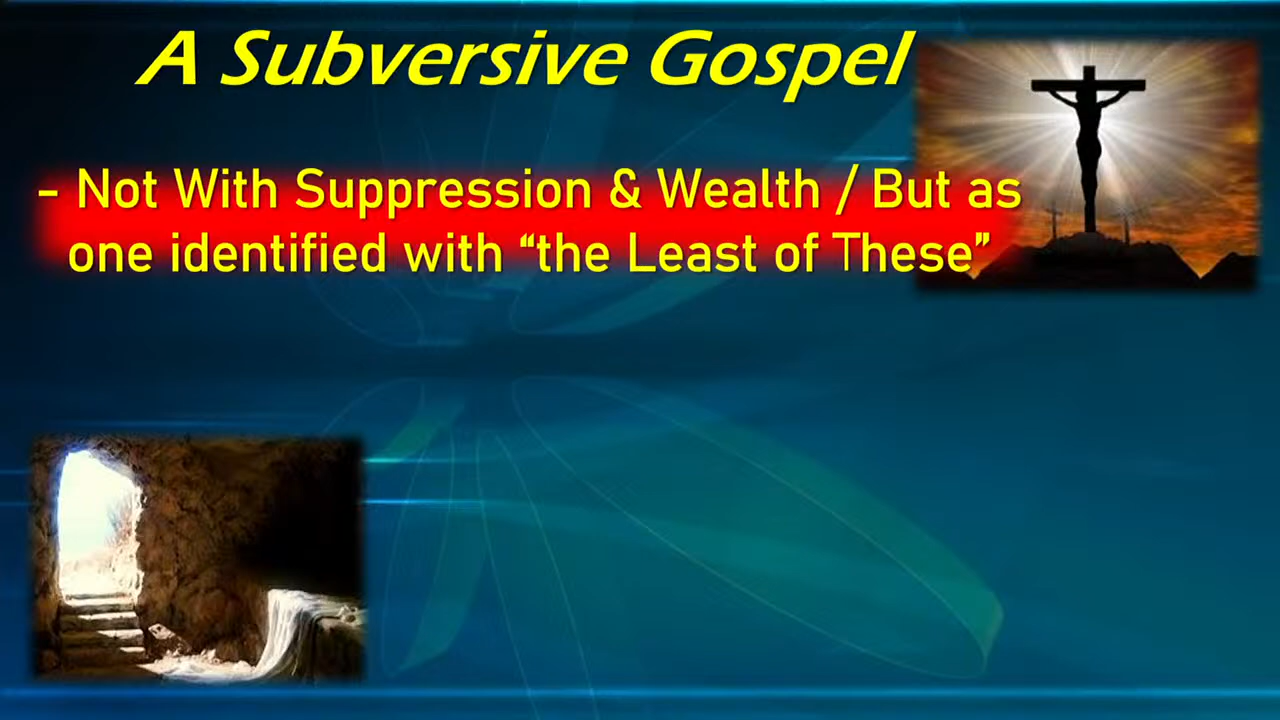 A Subversive Gospel
- Not With Suppression & Wealth / But as
one identified with “the Least of These”